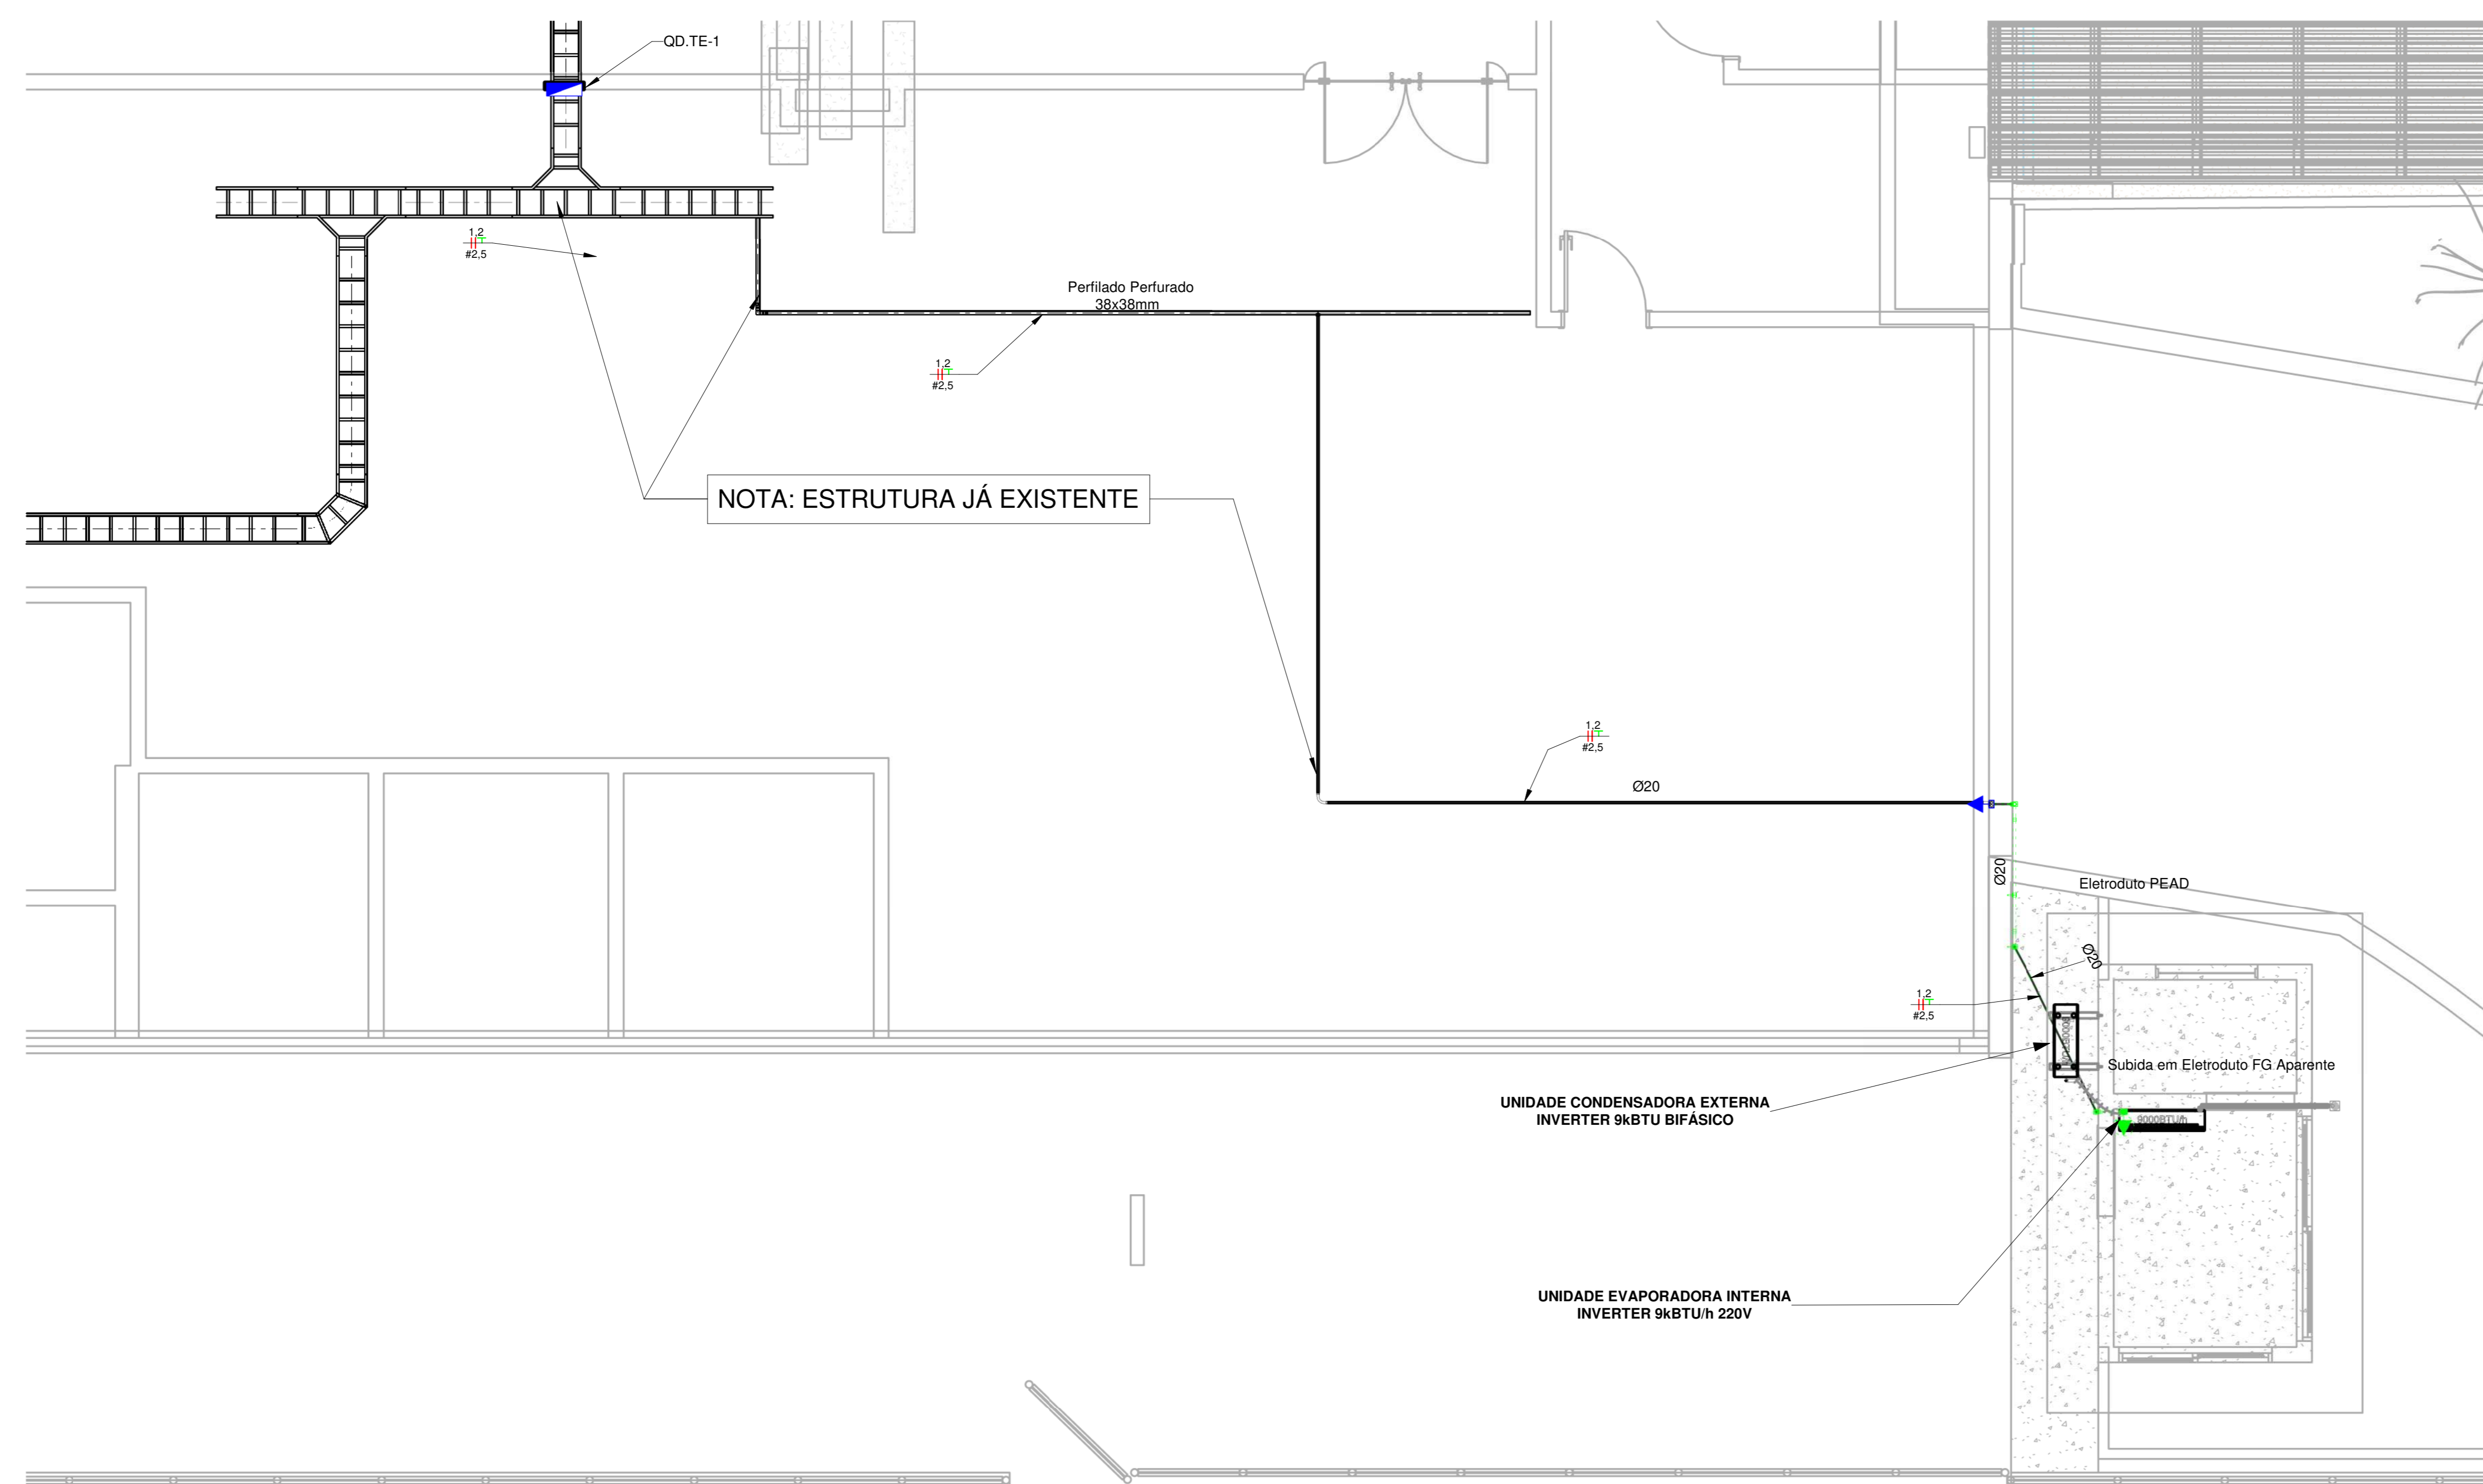 QD.TE-1
1,2
#2,5
Perfilado Perfurado
38x38mm
1,2
#2,5
NOTA: ESTRUTURA JÁ EXISTENTE
1,2
#2,5
Ø20
Ø20
Eletroduto PEAD
Ø20
1,2
#2,5
9000BTU/h
Subida em Eletroduto FG Aparente
UNIDADE CONDENSADORA EXTERNA
INVERTER 9kBTU BIFÁSICO
9000BTU/h
UNIDADE EVAPORADORA INTERNA
INVERTER 9kBTU/h 220V